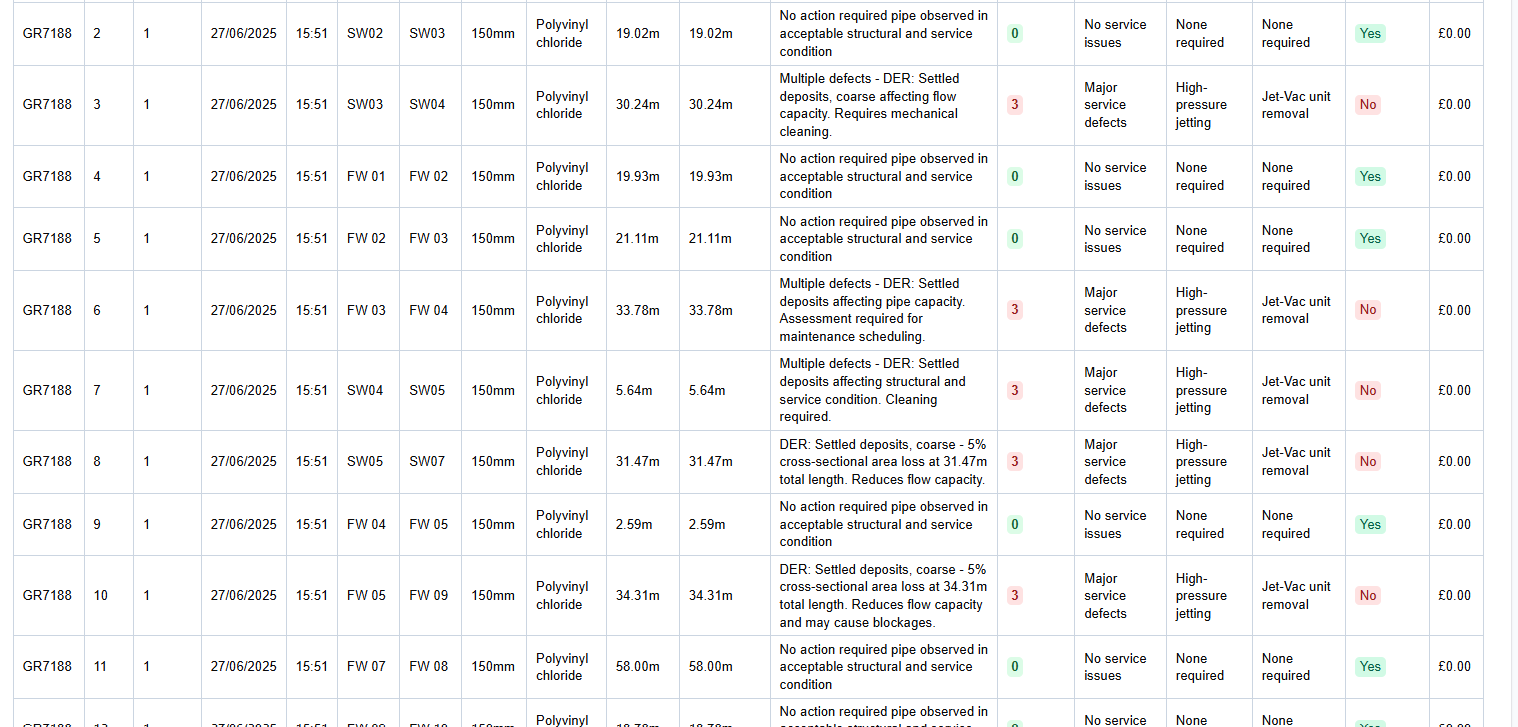 GR7188 2 1 27/06/2025 15:51 SW02 SW03 150mm Polyvinyl chloride 19.02m 19.02m No action required pipe observed in acceptable structural and service condition 0 No service issues None required None required Yes £0.00
GR7188 3 1 27/06/2025 15:51 SW03 SW04 150mm Polyvinyl chloride 30.24m 30.24m Multiple defects - DER: Settled deposits, coarse affecting flow capacity. Requires mechanical cleaning. 3 Major service defects High-pressure jetting Jet-Vac unit removal No £0.00
GR7188 4 1 27/06/2025 15:51 FW 01 FW 02 150mm Polyvinyl chloride 19.93m 19.93m No action required pipe observed in acceptable structural and service condition 0 No service issues None required None required Yes £0.00
GR7188 5 1 27/06/2025 15:51 FW 02 FW 03 150mm Polyvinyl chloride 21.11m 21.11m No action required pipe observed in acceptable structural and service condition 0 No service issues None required None required Yes £0.00
GR7188 6 1 27/06/2025 15:51 FW 03 FW 04 150mm Polyvinyl chloride 33.78m 33.78m Multiple defects - DER: Settled deposits affecting pipe capacity. Assessment required for maintenance scheduling. 3 Major service defects High-pressure jetting Jet-Vac unit removal No £0.00
GR7188 7 1 27/06/2025 15:51 SW04 SW05 150mm Polyvinyl chloride 5.64m 5.64m Multiple defects - DER: Settled deposits affecting structural and service condition. Cleaning required. 3 Major service defects High-pressure jetting Jet-Vac unit removal No £0.00
GR7188 8 1 27/06/2025 15:51 SW05 SW07 150mm Polyvinyl chloride 31.47m 31.47m DER: Settled deposits, coarse - 5% cross-sectional area loss at 31.47m total length. Reduces flow capacity. 3 Major service defects High-pressure jetting Jet-Vac unit removal No £0.00
GR7188 9 1 27/06/2025 15:51 FW 04 FW 05 150mm Polyvinyl chloride 2.59m 2.59m No action required pipe observed in acceptable structural and service condition 0 No service issues None required None required Yes £0.00
GR7188 10 1 27/06/2025 15:51 FW 05 FW 09 150mm Polyvinyl chloride 34.31m 34.31m DER: Settled deposits, coarse - 5% cross-sectional area loss at 34.31m total length. Reduces flow capacity and may cause blockages. 3 Major service defects High-pressure jetting Jet-Vac unit removal No £0.00
GR7188 11 1 27/06/2025 15:51 FW 07 FW 08 150mm Polyvinyl chloride 58.00m 58.00m No action required pipe observed in acceptable structural and service condition 0 No service issues None required None required Yes £0.00
Polyvinyl No action required pipe observed in No service None None